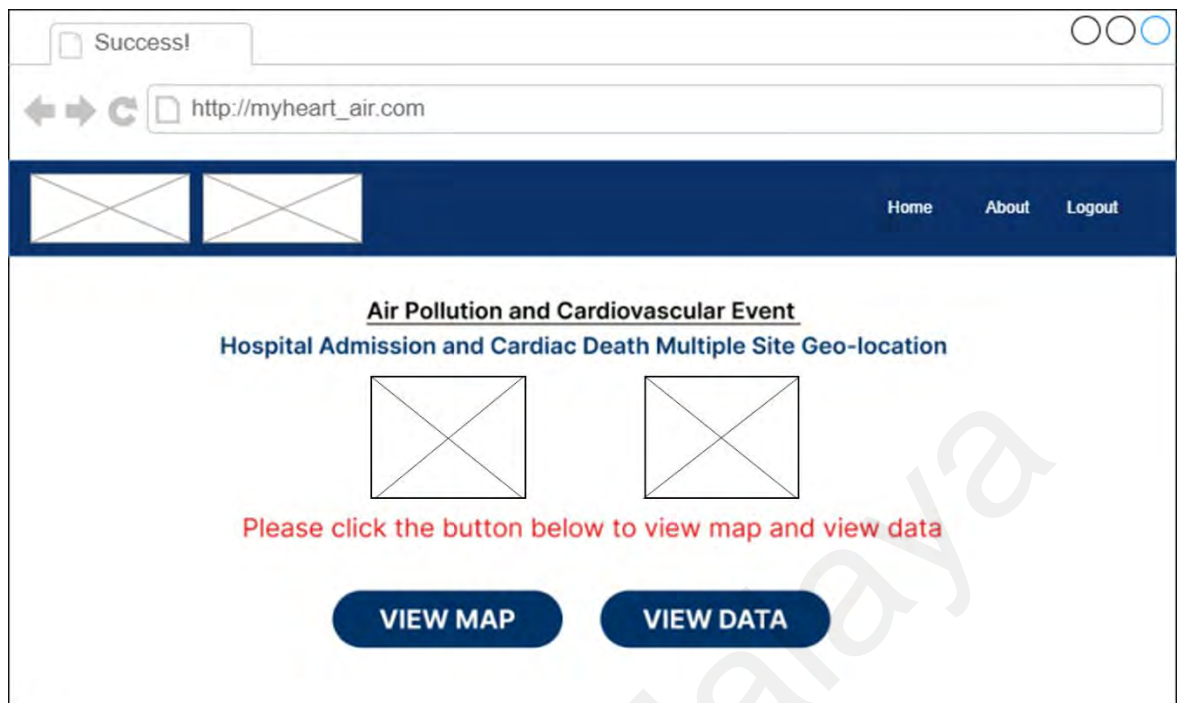 Success!
http://myheart_air.com
Home About Logout
Air Pollution and Cardiovascular Event
Hospital Admission and Cardiac Death Multiple Site Geo-location
Please click the button below to view map and view data
VIEW MAP VIEW DATA